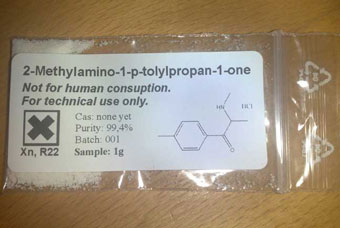 2-Methylamino-1-p-tolylpropan-1-one
Not for human consuption.
For technical use only.
Cas: none yet
Purity: 99,4%
Batch: 001
Sample: 1g
Xn, R22
HN
HCl
O